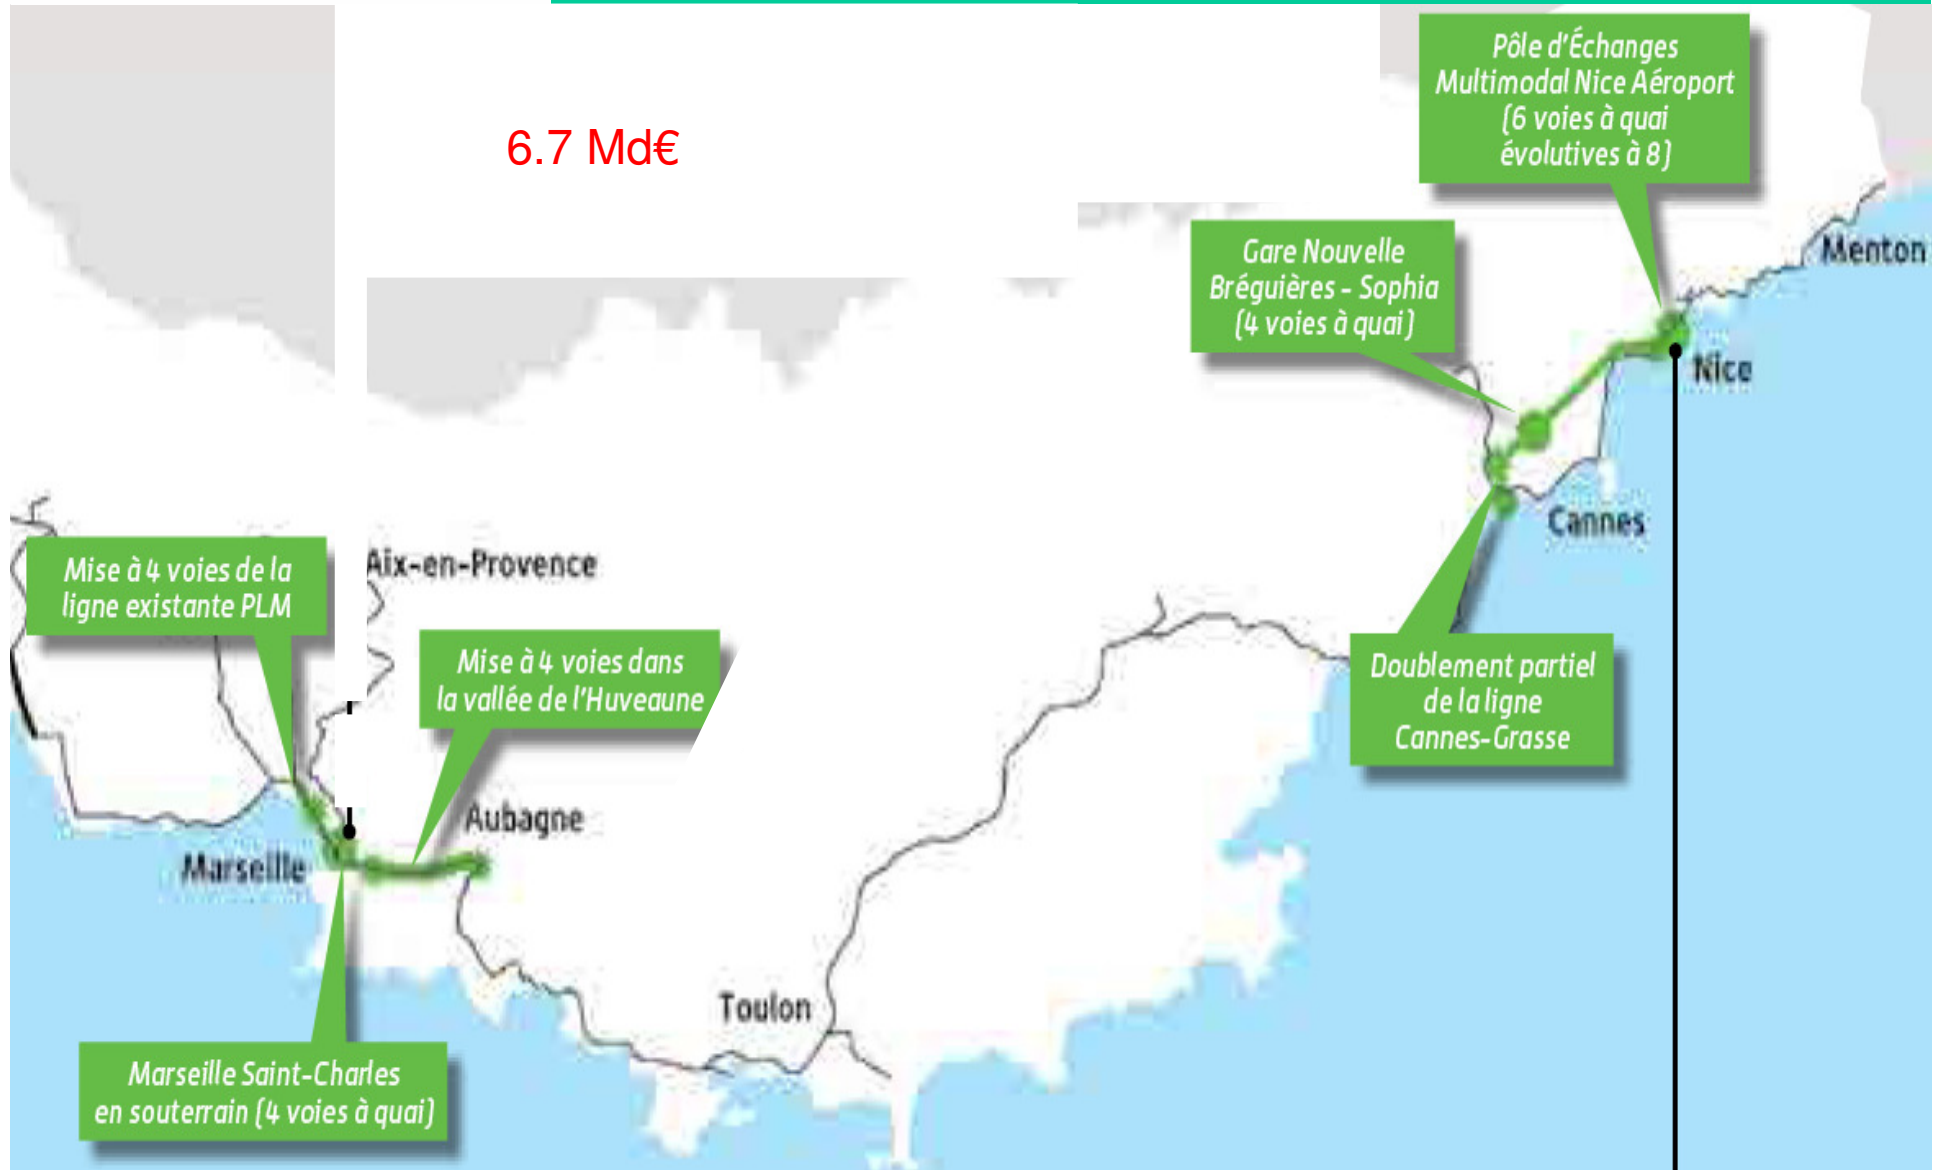 Pôle d'Échanges
Multimodal Nice Aéroport
(6 voies à quai
évolutives à 8)
6.7 Md€
Gare Nouvelle
Bréguières - Sophia
(4 voies à quai)
Menton
Nice
Cannes
Aix-en-Provence
Mise à 4 voies de la
ligne existante PLM
Mise à 4 voies dans
la vallée de l'Huveaune
Doublement partiel
de la ligne
Cannes-Grasse
Aubagne
Marseille
Toulon
Marseille Saint-Charles
en souterrain (4 voies à quai)